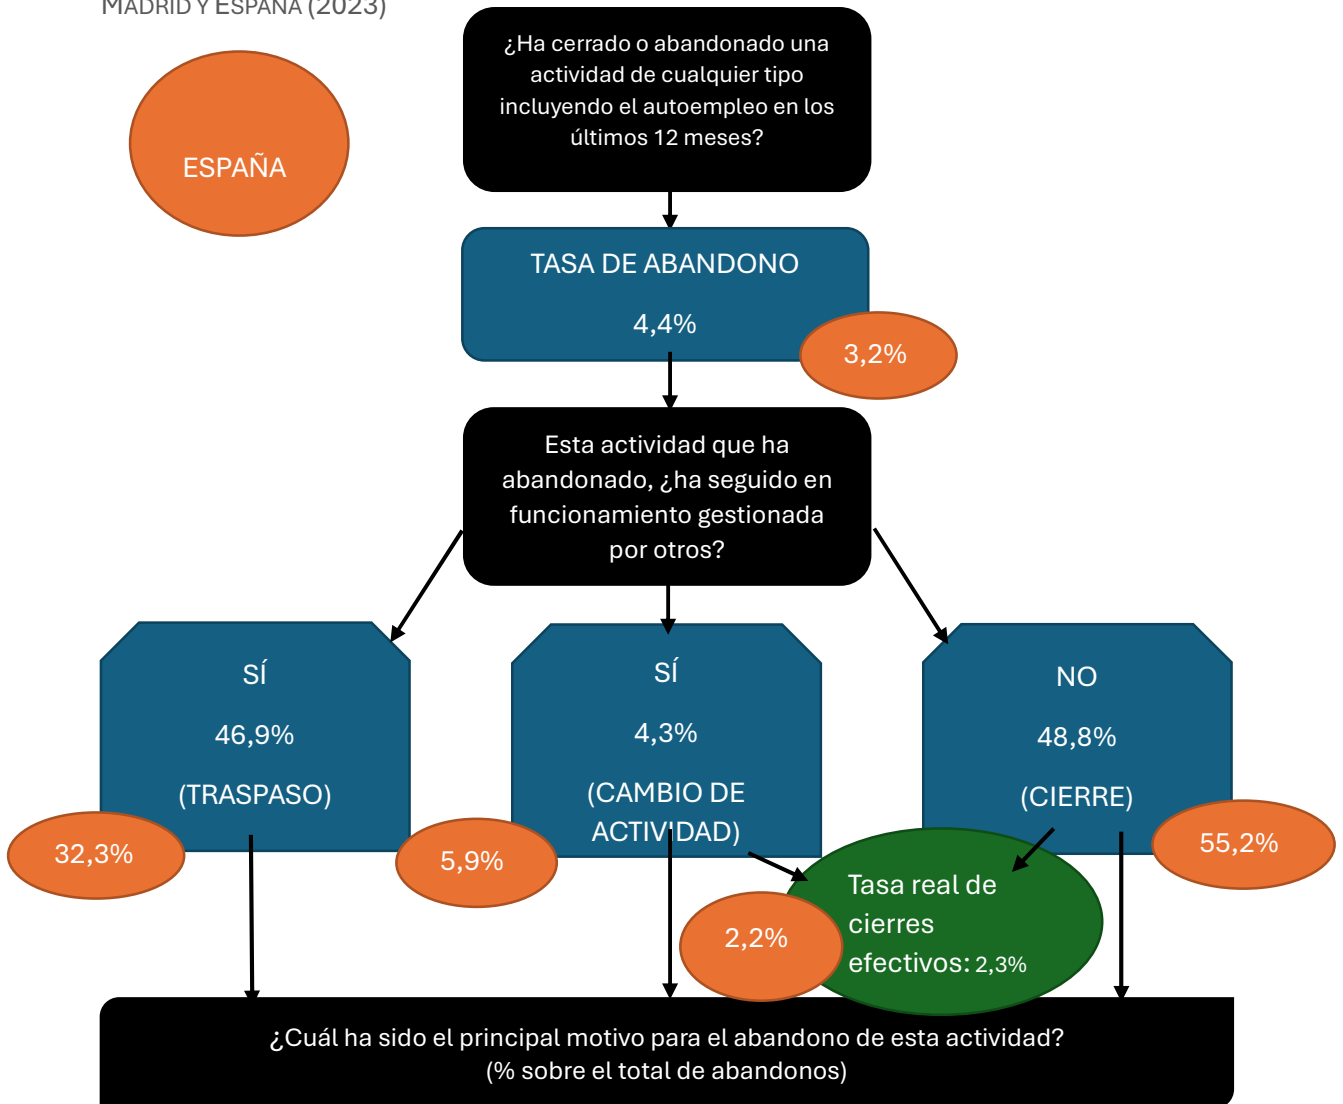 MADRID Y ESPAÑA (2023)
¿Ha cerrado o abandonado una
actividad de cualquier tipo
incluyendo el autoempleo en los
últimos 12 meses?
ESPAÑA
TASA DE ABANDONO
4,4%
3,2%
Esta actividad que ha
abandonado, ¿ha seguido en
funcionamiento gestionada
por otros?
SÍ
46,9%
(TRASPASO)
32,3%
SÍ
4,3%
(CAMBIO DE
ACTIVIDAD)
5,9%
NO
48,8%
(CIERRE)
55,2%
Tasa real de
cierres
efectivos: 2,3%
2,2%
¿Cuál ha sido el principal motivo para el abandono de esta actividad?
(% sobre el total de abandonos)